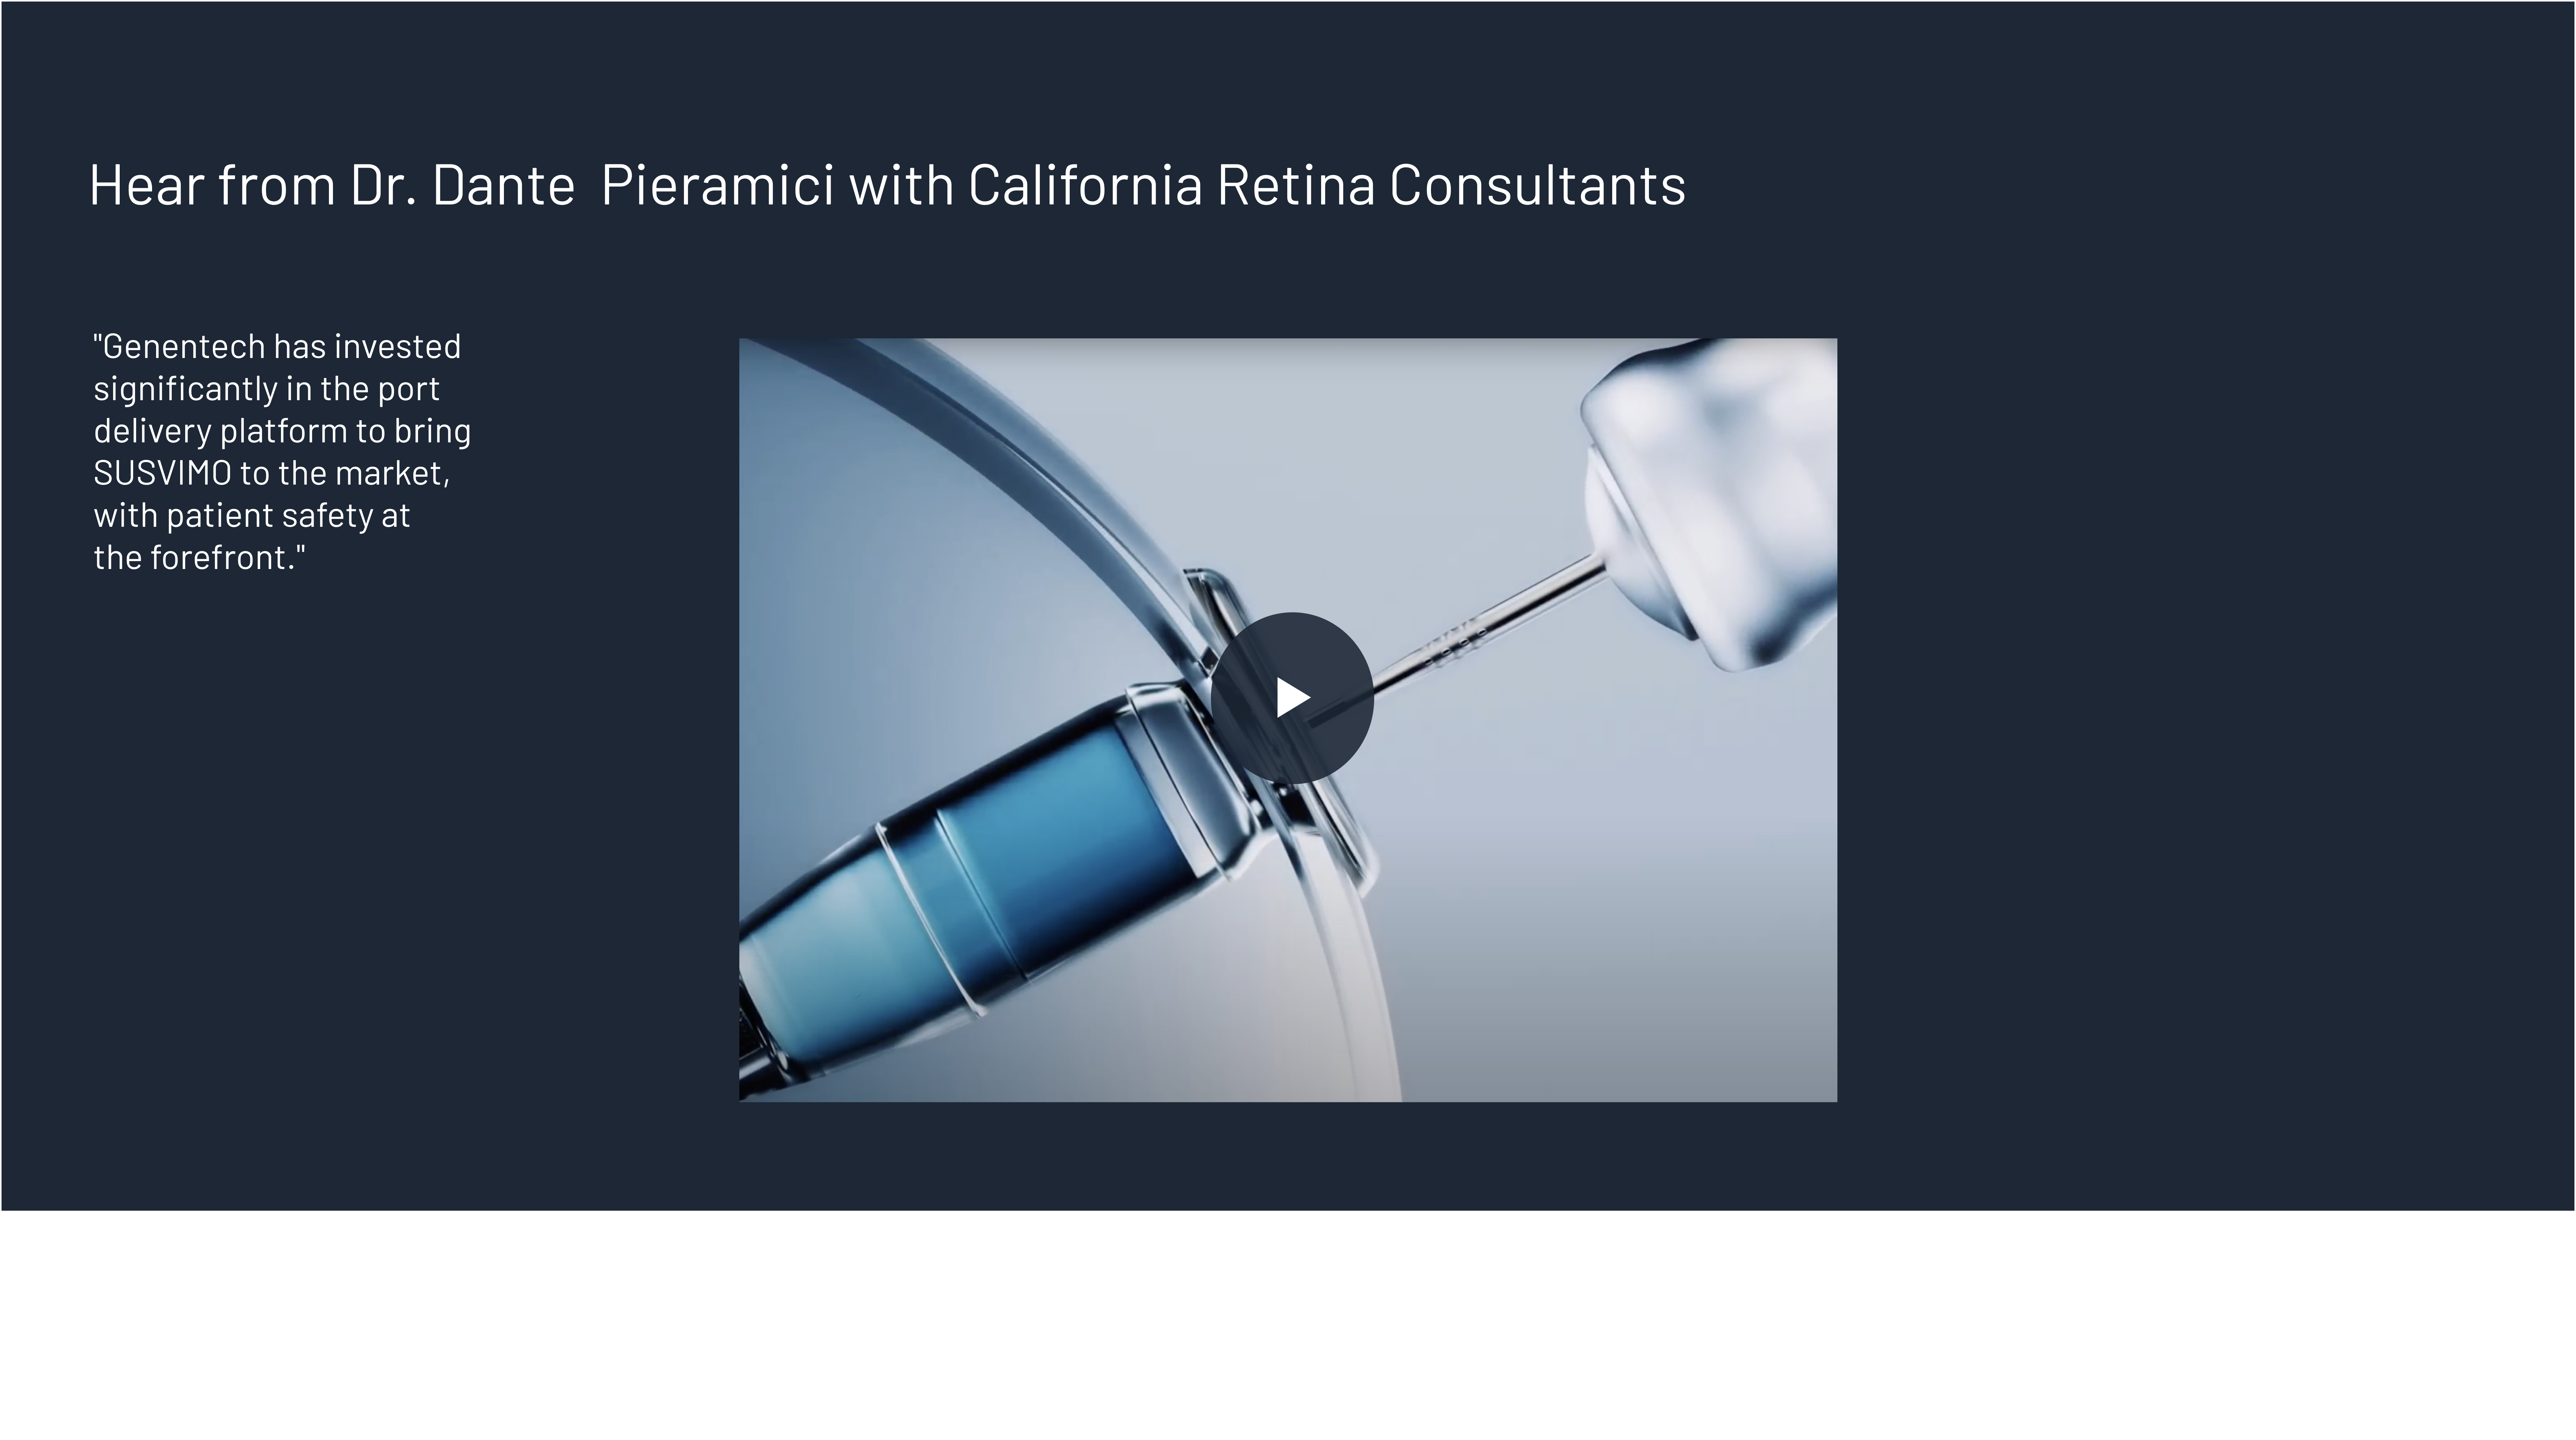 Hear from Dr. Dante  Pieramici with California Retina Consultants
"Genentech has invested
significantly in the port
delivery platform to bring
SUSVIMO to the market,
with patient safety at
the forefront."